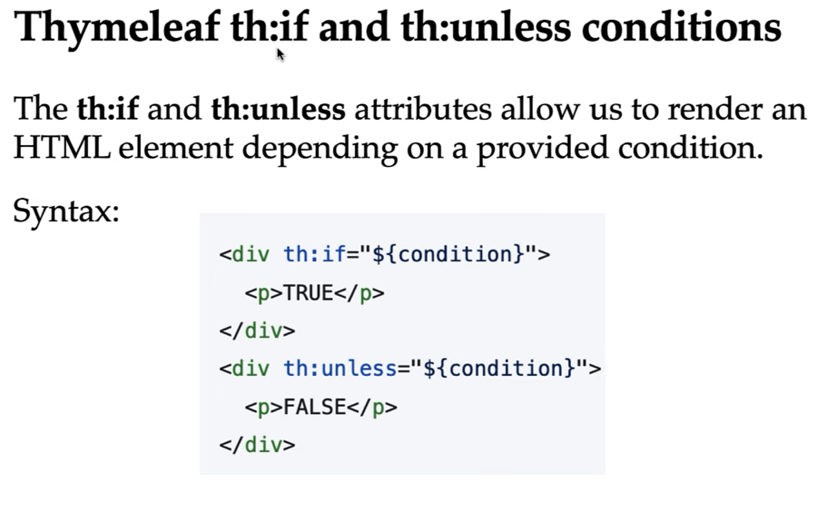 Thymeleaf th:if and th:unless conditions
The th:if and th:unless attributes allow us to render an
HTML element depending on a provided condition.
Syntax:
<div th:if="${condition}">
<p>TRUE</p>
</div>
<div th:unless="${condition}">
<p>FALSE</p>
</div>